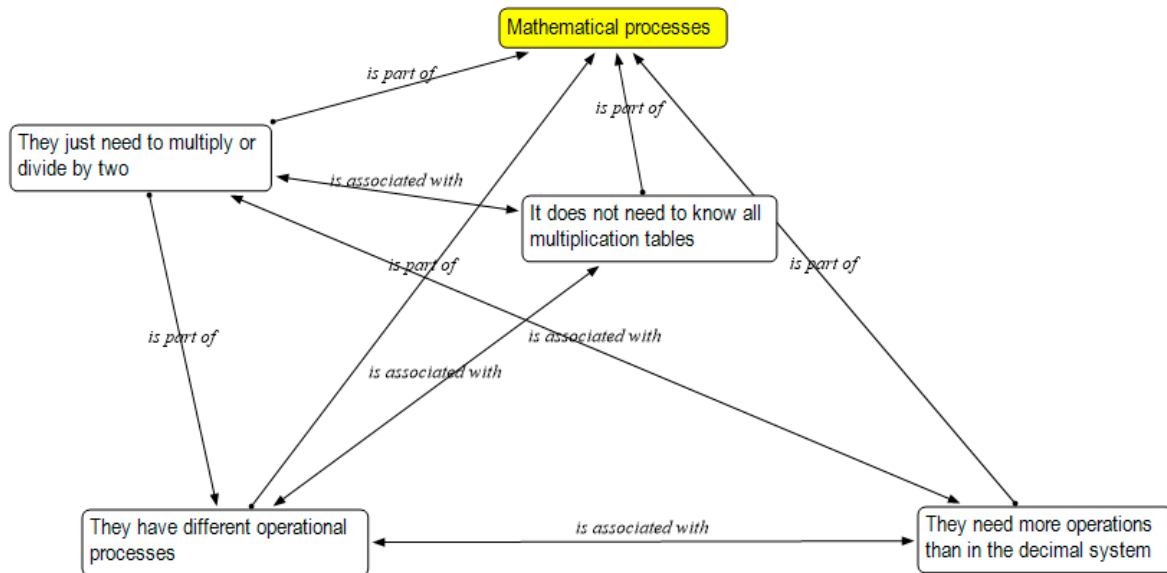 Mathematical processes
is part of
They just need to multiply or
divide by two
is part of
is associated with
It does not need to know all
multiplication tables
is part of
is part of
is part of
is associated with
is associated with
They have different operational
processes
is associated with
They need more operations
than in the decimal system